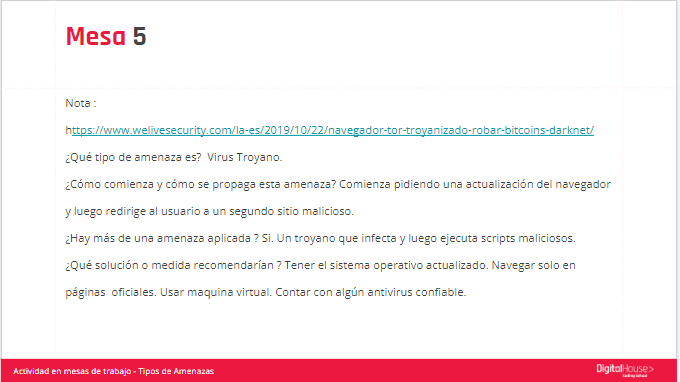 Mesa 5
Nota :
https://www.welivesecurity.com/la-es/2019/10/22/navegador-tor-troyanizado-robar-bitcoins-darknet/
¿Qué tipo de amenaza es?  Virus Troyano.
¿Cómo comienza y cómo se propaga esta amenaza? Comienza pidiendo una actualización del navegador
y luego redirige al usuario a un segundo sitio malicioso.
¿Hay más de una amenaza aplicada ? Si. Un troyano que infecta y luego ejecuta scripts maliciosos.
¿Qué solución o medida recomendarían ? Tener el sistema operativo actualizado. Navegar solo en
páginas  oficiales. Usar maquina virtual. Contar con algún antivirus confiable.
Actividad en mesas de trabajo - Tipos de Amenazas
DigitalHouse>
Coding School